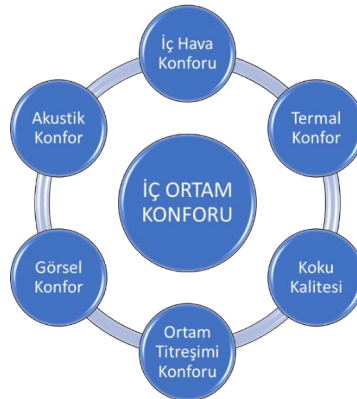 İç Hava
Konforu
Termal
Konfor
Koku
Kalitesi
Ortam
Titreşimi
Konforu
Görsel
Konfor
Akustik
Konfor
İÇ ORTAM
KONFORU